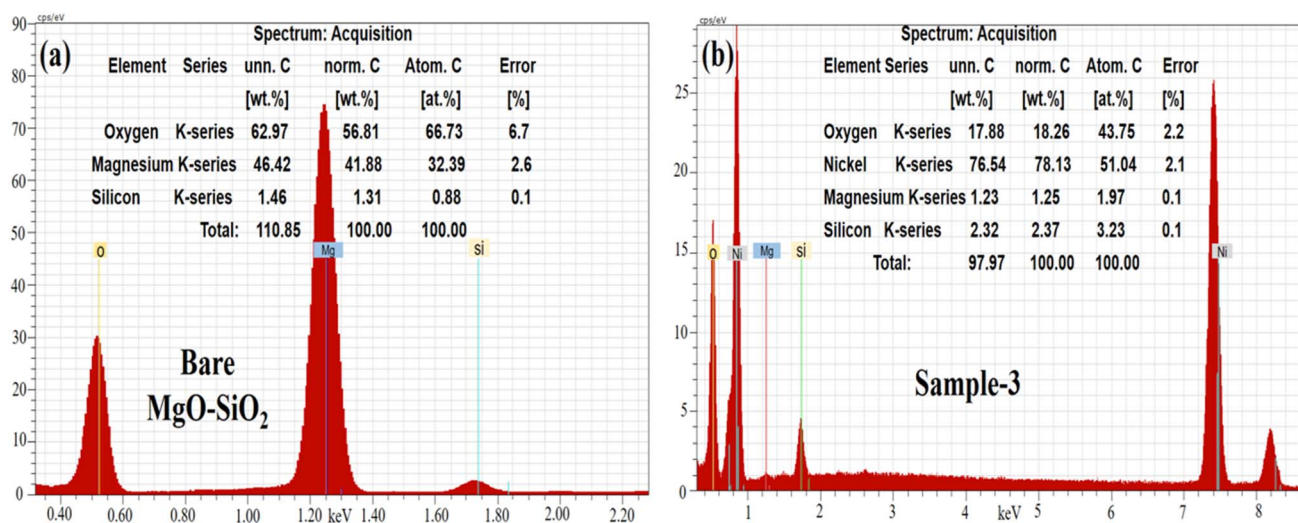 cps/eV
90
80
70
60
50
40
30
20
10
0
(a)
Spectrum: Acquisition
Element Series unn. C norm. C Atom. C Error
[wt.%] [wt.%] [at.%] [%]
Oxygen K-series 62.97 56.81 66.73 6.7
Magnesium K-series 46.42 41.88 32.39 2.6
Silicon K-series 1.46 1.31 0.88 0.1
Total: 110.85 100.00 100.00
O
Mg
Si
Bare
MgO-SiO₂
0.40 0.60 0.80 1.00 1.20 keV 1.40 1.60 1.80 2.00 2.20
cps/eV
25
20
15
10
5
0
(b)
Spectrum: Acquisition
Element Series unn. C norm. C Atom. C Error
[wt.%] [wt.%] [at.%] [%]
Oxygen K-series 17.88 18.26 43.75 2.2
Nickel K-series 76.54 78.13 51.04 2.1
Magnesium K-series 1.23 1.25 1.97 0.1
Silicon K-series 2.32 2.37 3.23 0.1
Total: 97.97 100.00 100.00
O
Ni
Mg
Si
Ni
Sample-3
1 2 3 4 keV 5 6 7 8